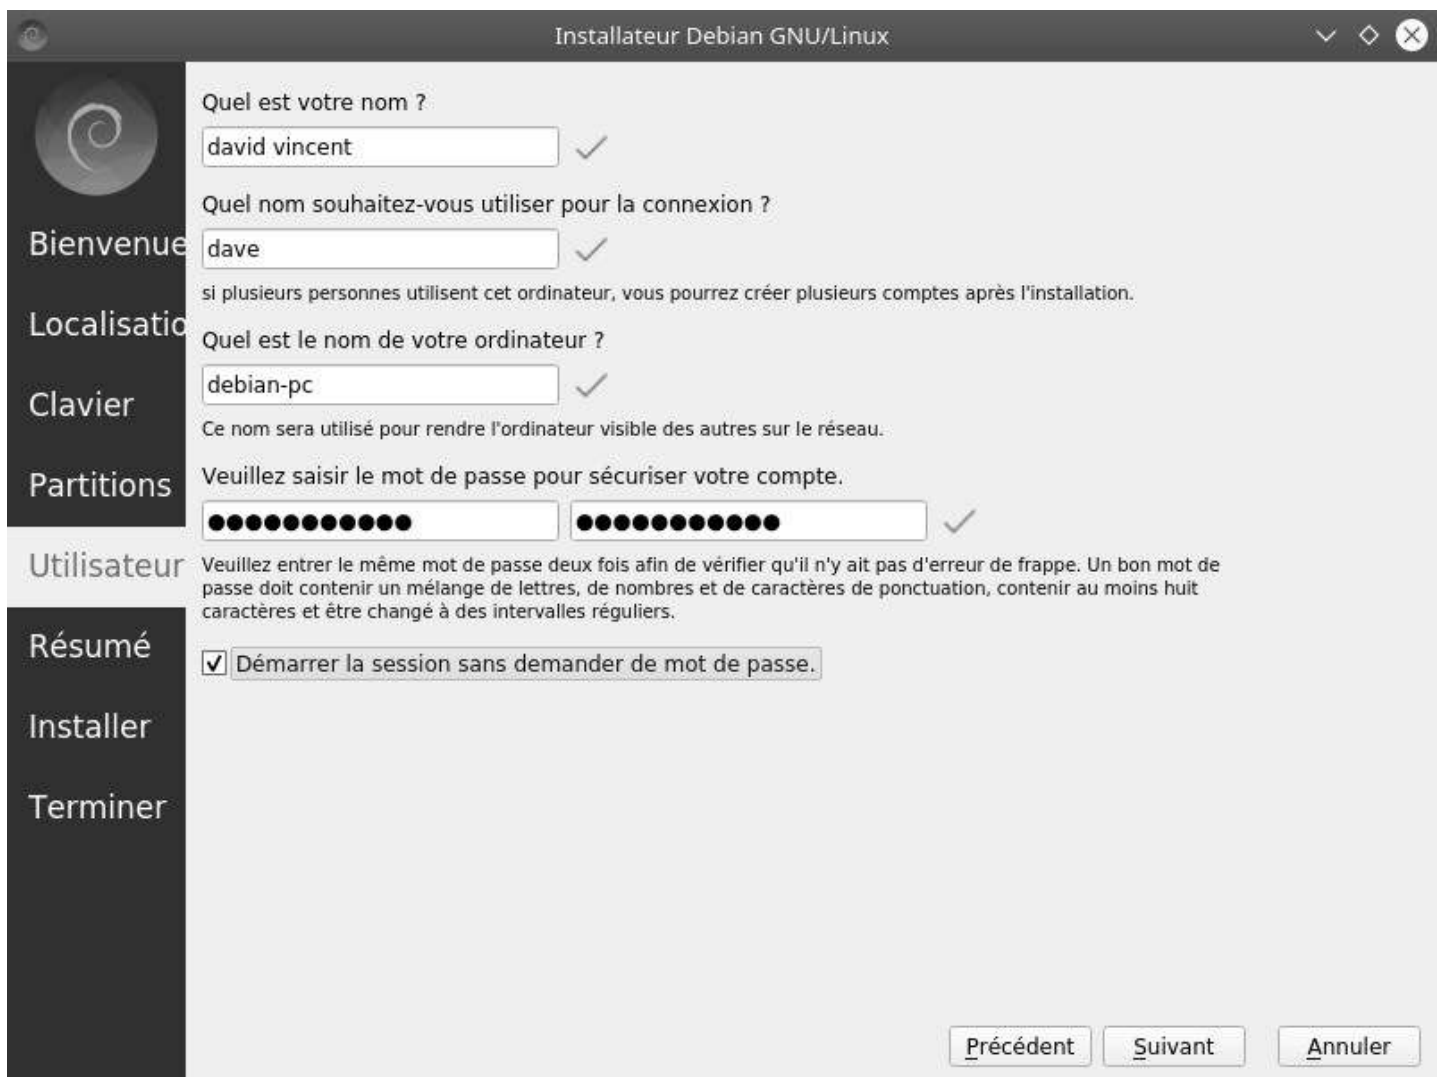 Installateur Debian GNU/Linux
Bienvenue
Localisatio
Clavier
Partitions
Utilisateur
Résumé
Installer
Terminer
Quel est votre nom ?
david vincent
Quel nom souhaitez-vous utiliser pour la connexion ?
dave
si plusieurs personnes utilisent cet ordinateur, vous pourrez créer plusieurs comptes après l'installation.
Quel est le nom de votre ordinateur ?
debian-pc
Ce nom sera utilisé pour rendre l'ordinateur visible des autres sur le réseau.
Veuillez saisir le mot de passe pour sécuriser votre compte.
●●●●●●●●●●● ●●●●●●●●●●●
Veuillez entrer le même mot de passe deux fois afin de vérifier qu'il n'y ait pas d'erreur de frappe. Un bon mot de
passe doit contenir un mélange de lettres, de nombres et de caractères de ponctuation, contenir au moins huit
caractères et être changé à des intervalles réguliers.
Démarrer la session sans demander de mot de passe.
Précédent Suivant Annuler